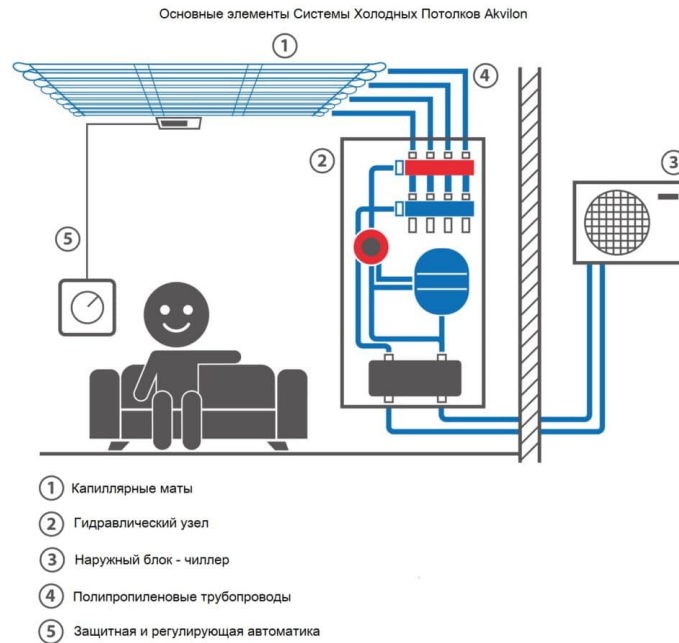 Основные элементы Системы Холодных Потолков Akvilon
1
4
2
3
5
1 Капиллярные маты
2 Гидравлический узел
3 Наружный блок - чиллер
4 Полипропиленовые трубопроводы
5 Защитная и регулирующая автоматика